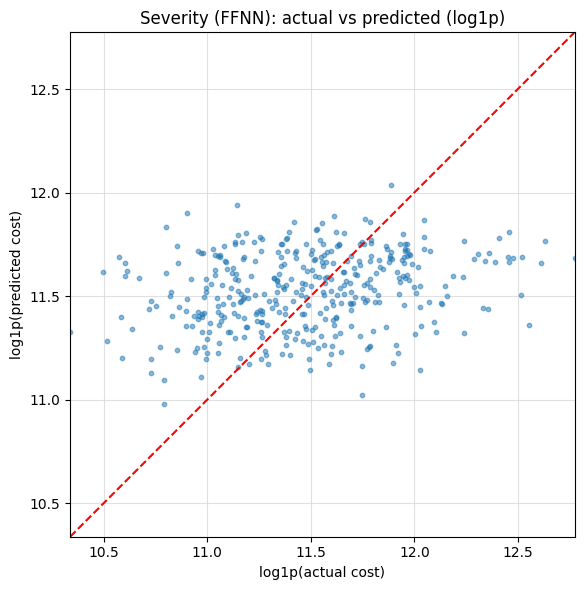 Severity (FFNN): actual vs predicted (log1p)
log1p(predicted cost)
12.5
12.0
11.5
11.0
10.5
10.5 11.0 11.5 12.0 12.5
log1p(actual cost)